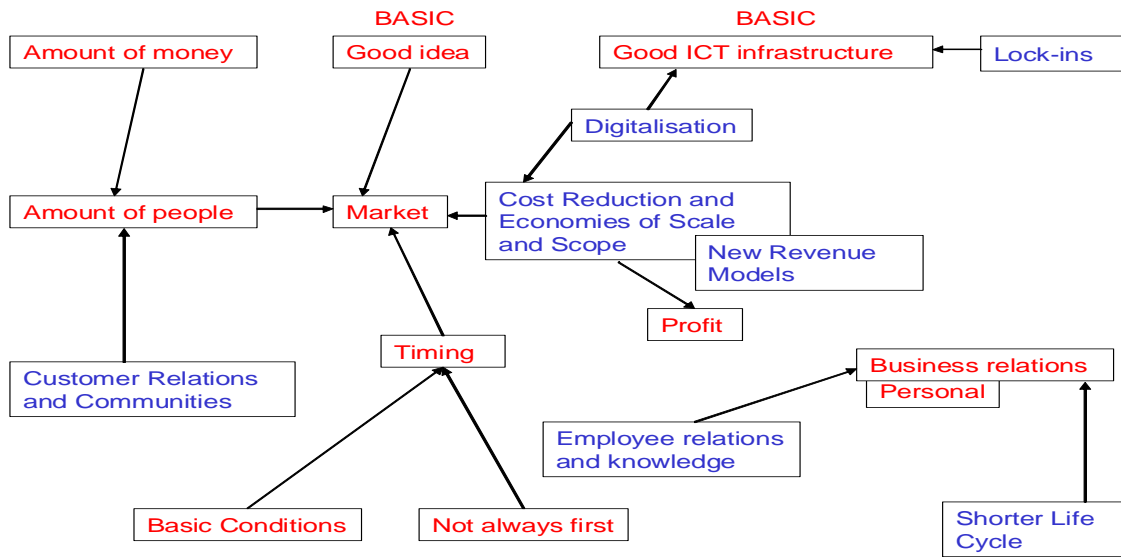 BASIC
BASIC
Amount of money
Good idea
Good ICT infrastructure
Lock-ins
Digitalisation
Amount of people
Market
Cost Reduction and
Economies of Scale
and Scope
New Revenue
Models
Profit
Timing
Customer Relations
and Communities
Business relations
Personal
Employee relations
and knowledge
Basic Conditions
Not always first
Shorter Life
Cycle